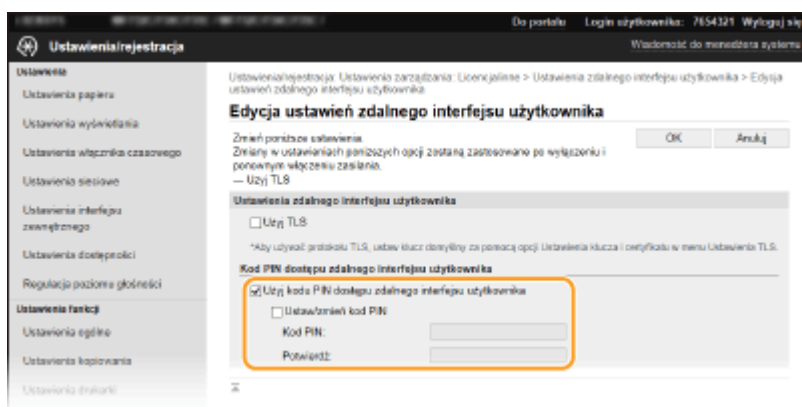 Do portalu Login użytkownika: 7654321 Wyloguj się
Ustawienia/rejestracja
Wiadomość do menedżera systemu
Ustawienia
Ustawienia papieru
Ustawienia wyświetlania
Ustawienia włącznika czasowego
Ustawienia sieciowe
Ustawienia interfejsu
zewnętrznego
Ustawienia dostępności
Regulacja poziomu głośności
Ustawienia funkcji
Ustawienia ogólne
Ustawienia kopiowania
Ustawienia drukarki
Ustawienia/rejestracja: Ustawienia zarządzania: Licencja/inne > Ustawienia zdalnego interfejsu użytkownika > Edycja
ustawień zdalnego interfejsu użytkownika
Edycja ustawień zdalnego interfejsu użytkownika
Zmień poniższe ustawienia.
OK Anuluj
Zmiany w ustawieniach poniższych opcji zostaną zastosowane po wyłączeniu i
ponownym włączeniu zasilania.
— Użyj TLS
Ustawienia zdalnego interfejsu użytkownika
Użyj TLS
*Aby używać protokołu TLS, ustaw klucz domyślny za pomocą opcji Ustawienia klucza i certyfikatu w menu Ustawienia TLS.
Kod PIN dostępu zdalnego interfejsu użytkownika
Użyj kodu PIN dostępu zdalnego interfejsu użytkownika
Ustaw/zmień kod PIN
Kod PIN:
Potwierdź: